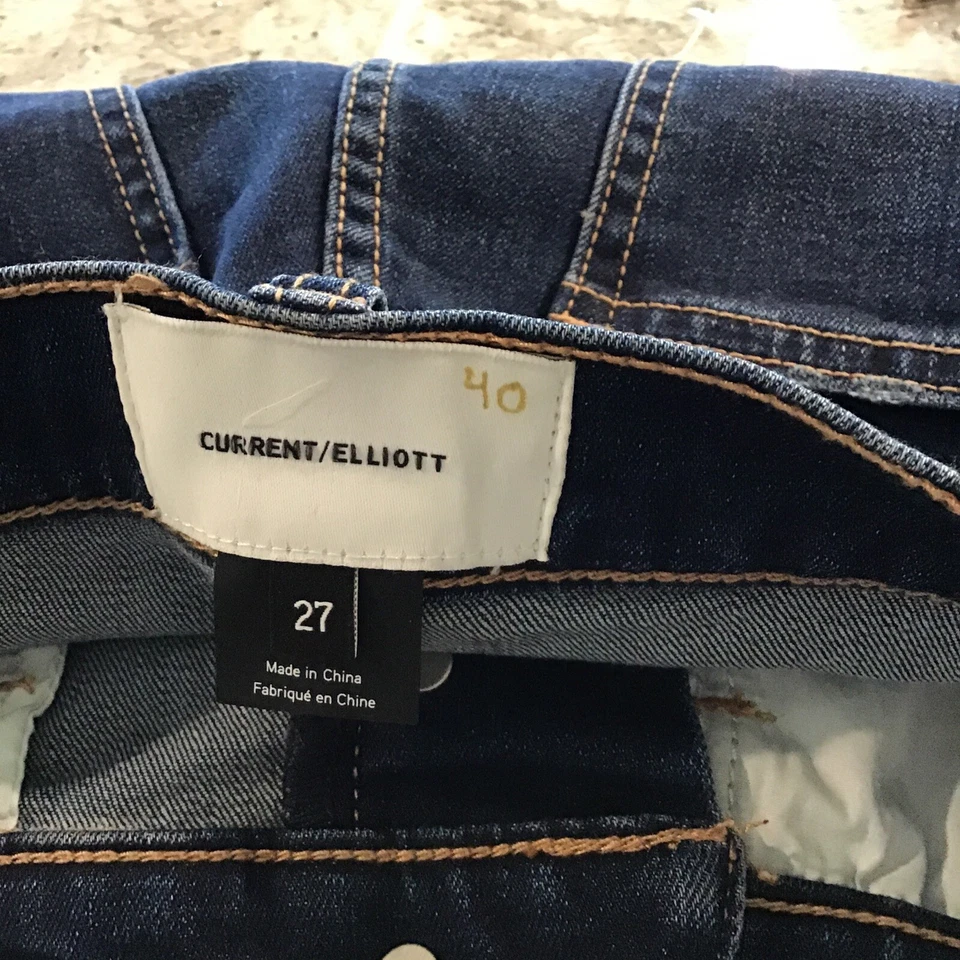 40
CURRENT/ELLIOTT
27
Made in China
Fabriqué en Chine